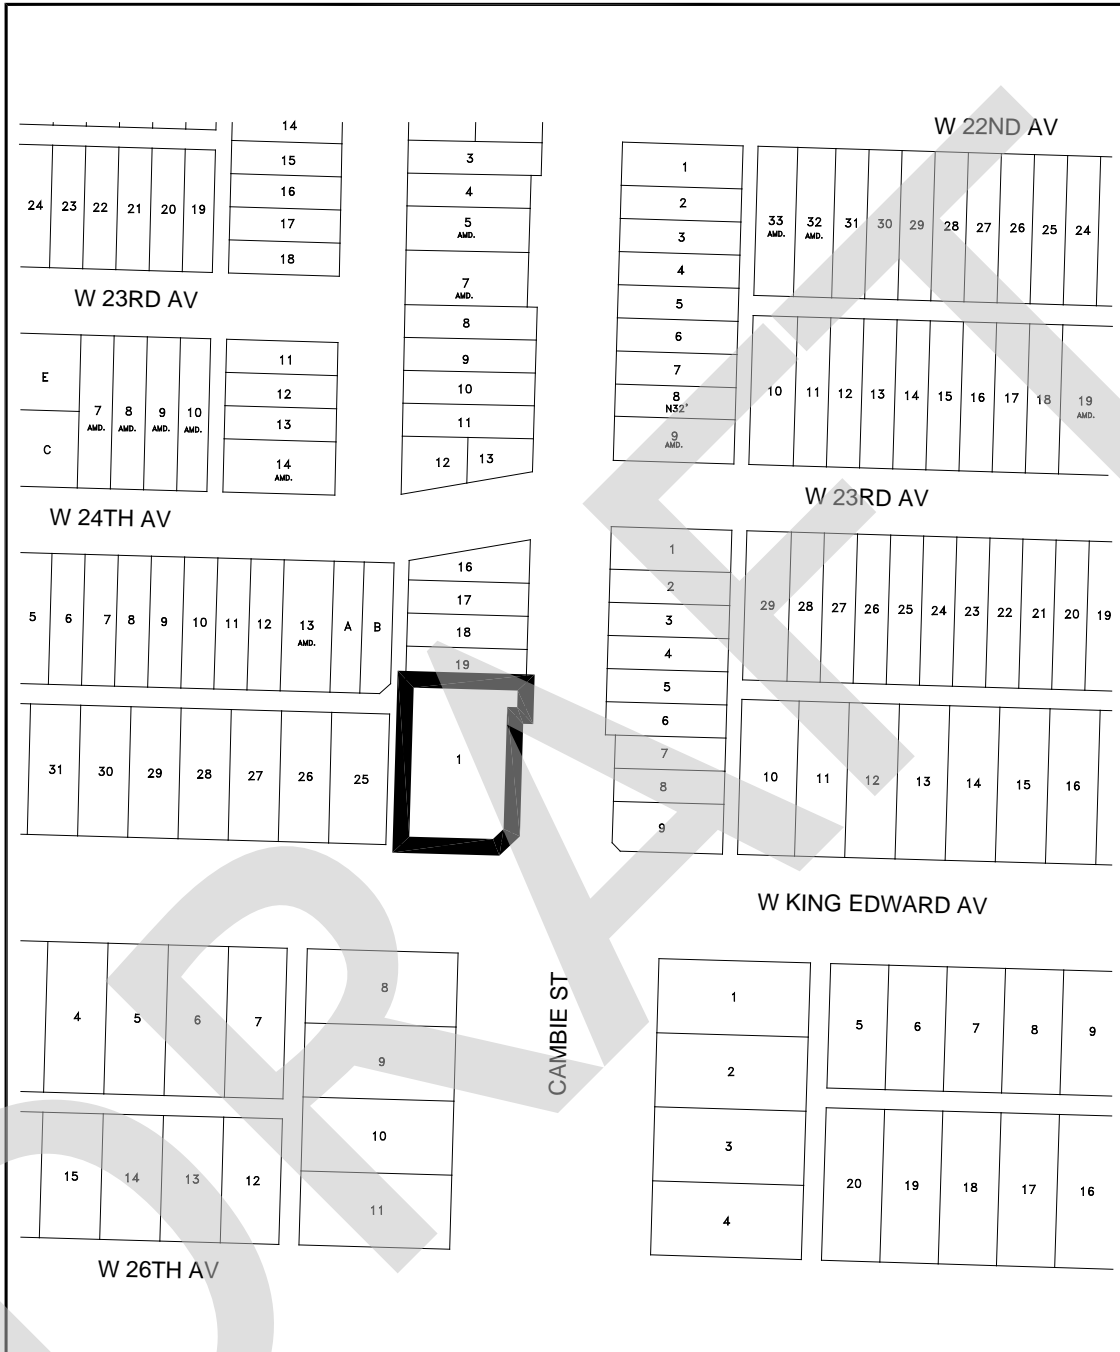 W 22ND AV
14
15
16
17
18
3
4
5
AMD.
7
AMD.
8
9
10
11
12 13
24 23 22 21 20 19
W 23RD AV
1
2
3
4
5
6
7
8
N32'
9
AMD.
33
AMD.
32
AMD.
31 30 29 28 27 26 25 24
10 11 12 13 14 15 16 17 18 19
AMD.
W 23RD AV
E
C
7
AMD.
8
AMD.
9
AMD.
10
AMD.
11
12
13
14
AMD.
W 24TH AV
5 6 7 8 9 10 11 12 13
AMD.
A B
16
17
18
19
1
31 30 29 28 27 26 25
1
2
3
4
5
6
7
8
9
29 28 27 26 25 24 23 22 21 20 19
10 11 12 13 14 15 16
W KING EDWARD AV
CAMBIE ST
4 5 6 7
8
9
10
11
15 14 13 12
W 26TH AV
1
2
3
4
5 6 7 8 9
20 19 18 17 16
DRAFT